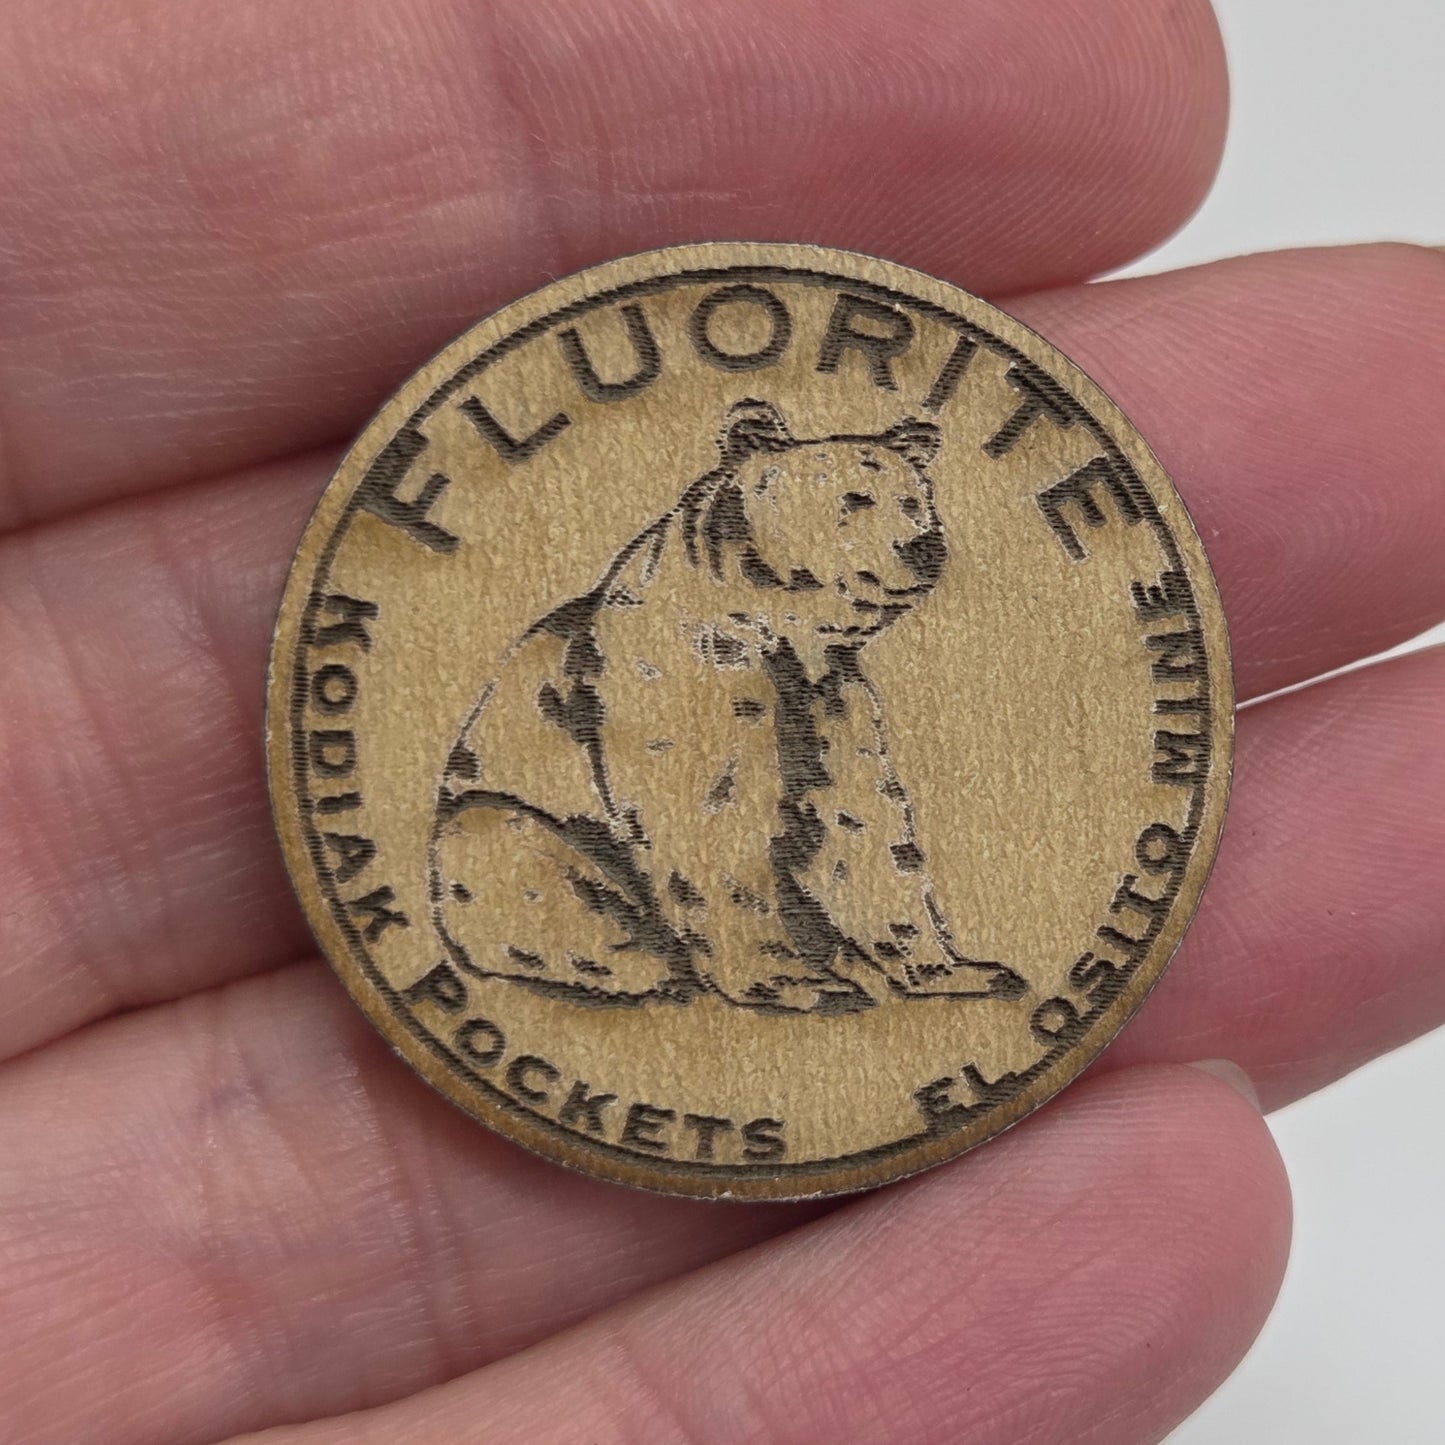 FLUORITE
KODIAK POCKETS
EL OSITO MINE